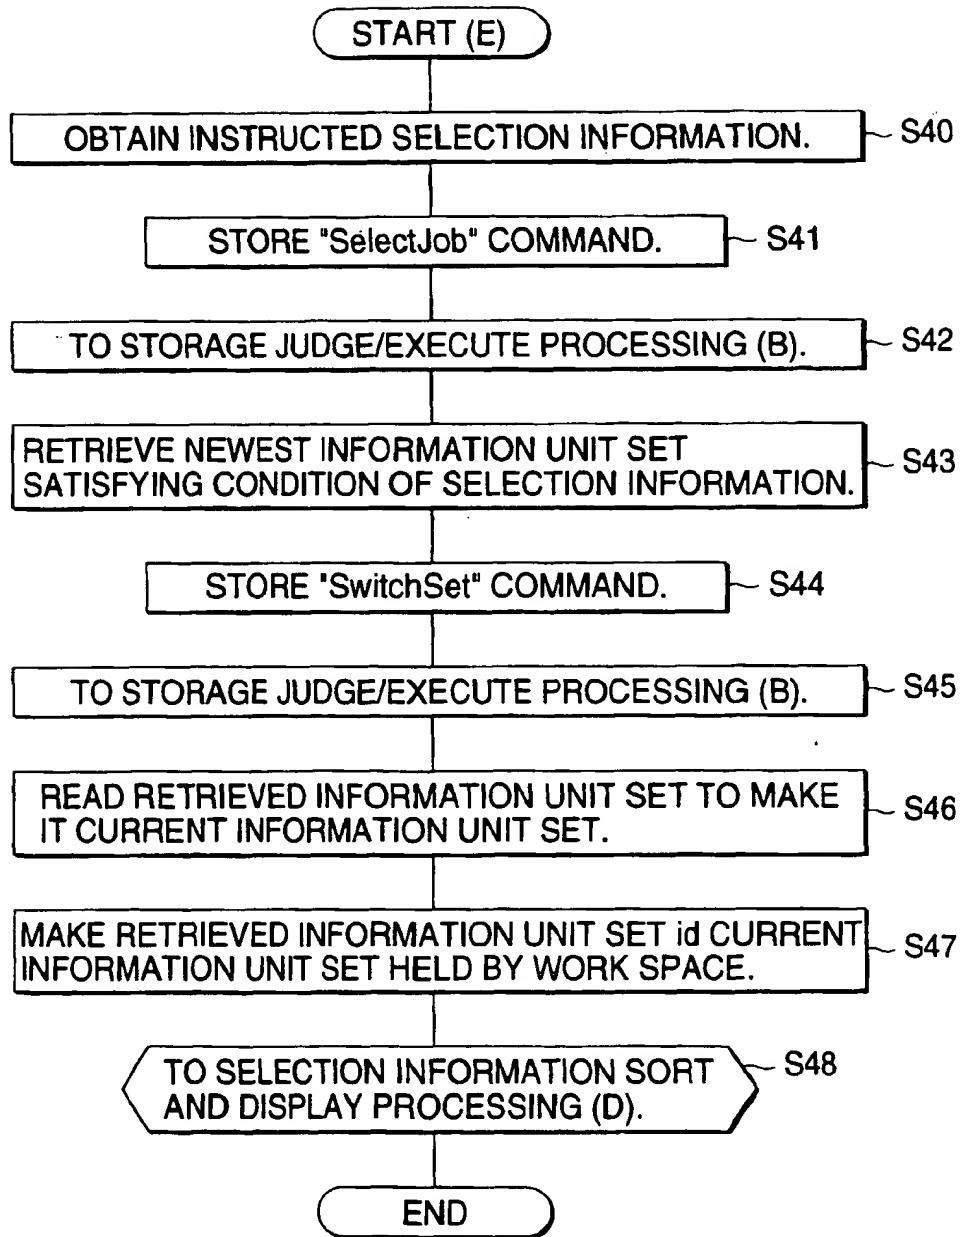 START (E)
OBTAIN INSTRUCTED SELECTION INFORMATION.
S40
STORE "SelectJob" COMMAND.
S41
TO STORAGE JUDGE/EXECUTE PROCESSING (B).
S42
RETRIEVE NEWEST INFORMATION UNIT SET
SATISFYING CONDITION OF SELECTION INFORMATION.
S43
STORE "SwitchSet" COMMAND.
S44
TO STORAGE JUDGE/EXECUTE PROCESSING (B).
S45
READ RETRIEVED INFORMATION UNIT SET TO MAKE
IT CURRENT INFORMATION UNIT SET.
S46
MAKE RETRIEVED INFORMATION UNIT SET id CURRENT
INFORMATION UNIT SET HELD BY WORK SPACE.
S47
TO SELECTION INFORMATION SORT
AND DISPLAY PROCESSING (D).
S48
END